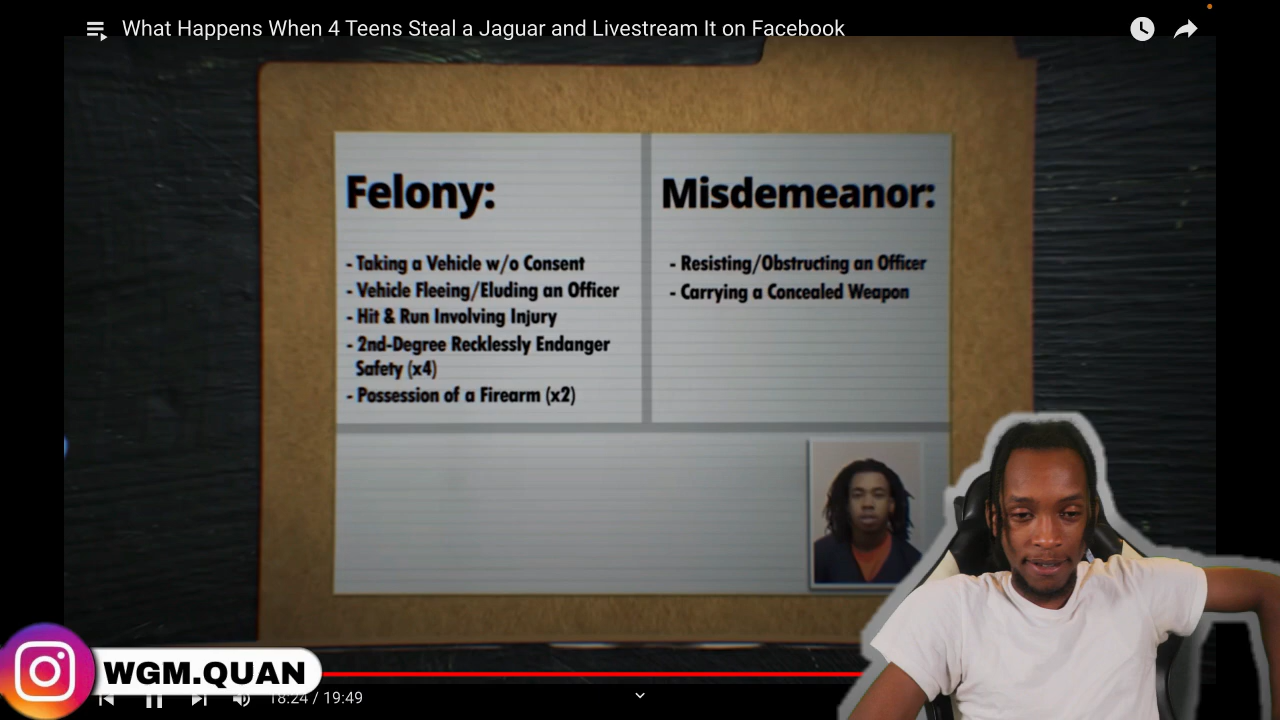 What Happens When 4 Teens Steal a Jaguar and Livestream It on Facebook
Felony:
- Taking a Vehicle w/o Consent
- Vehicle Fleeing/Eluding an Officer
- Hit & Run Involving Injury
- 2nd-Degree Recklessly Endanger
Safety (x4)
- Possession of a Firearm (x2)
Misdemeanor:
- Resisting/Obstructing an Officer
- Carrying a Concealed Weapon
WGM.QUAN
18:24 / 19:49